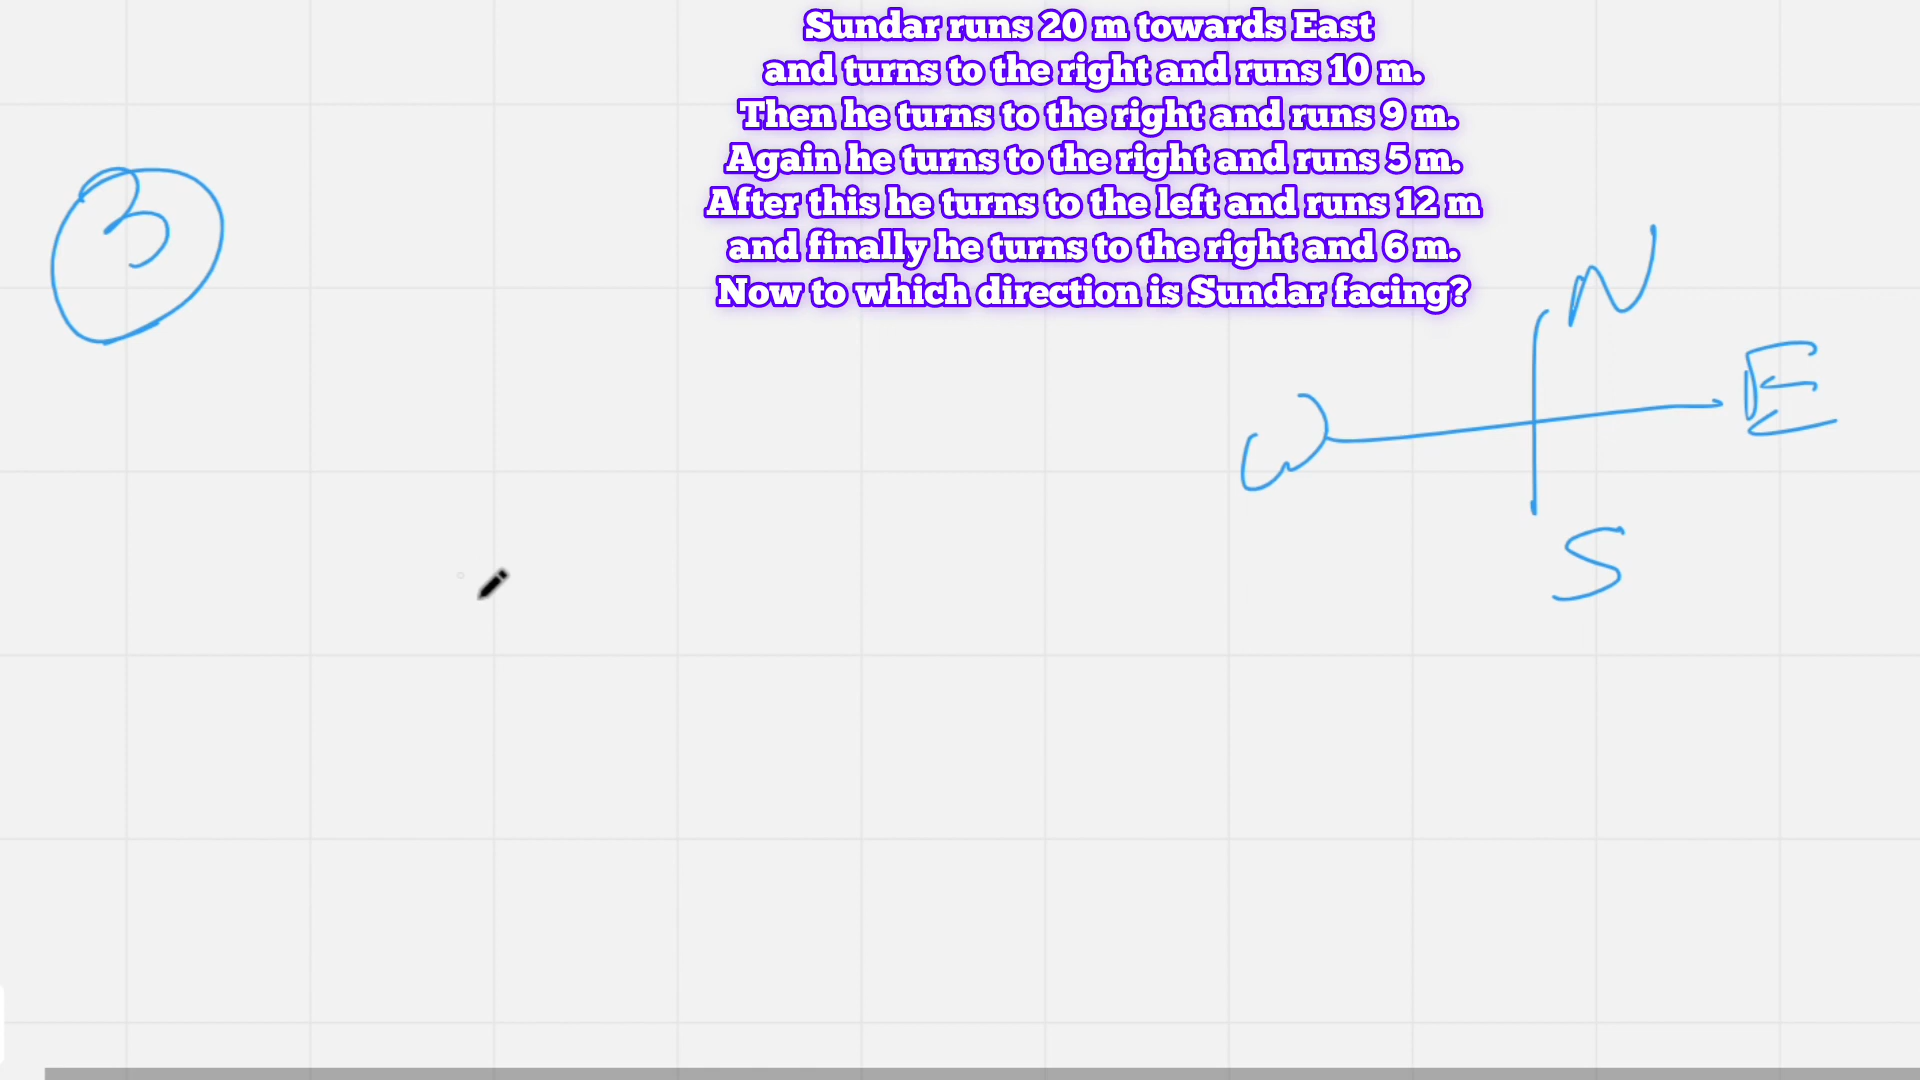 Sundar runs 20 m towards East
and turns to the right and runs 10 m.
Then he turns to the right and runs 9 m.
Again he turns to the right and runs 5 m.
After this he turns to the left and runs 12 m
and finally he turns to the right and 6 m.
Now to which direction is Sundar facing?
3
N
W
E
S